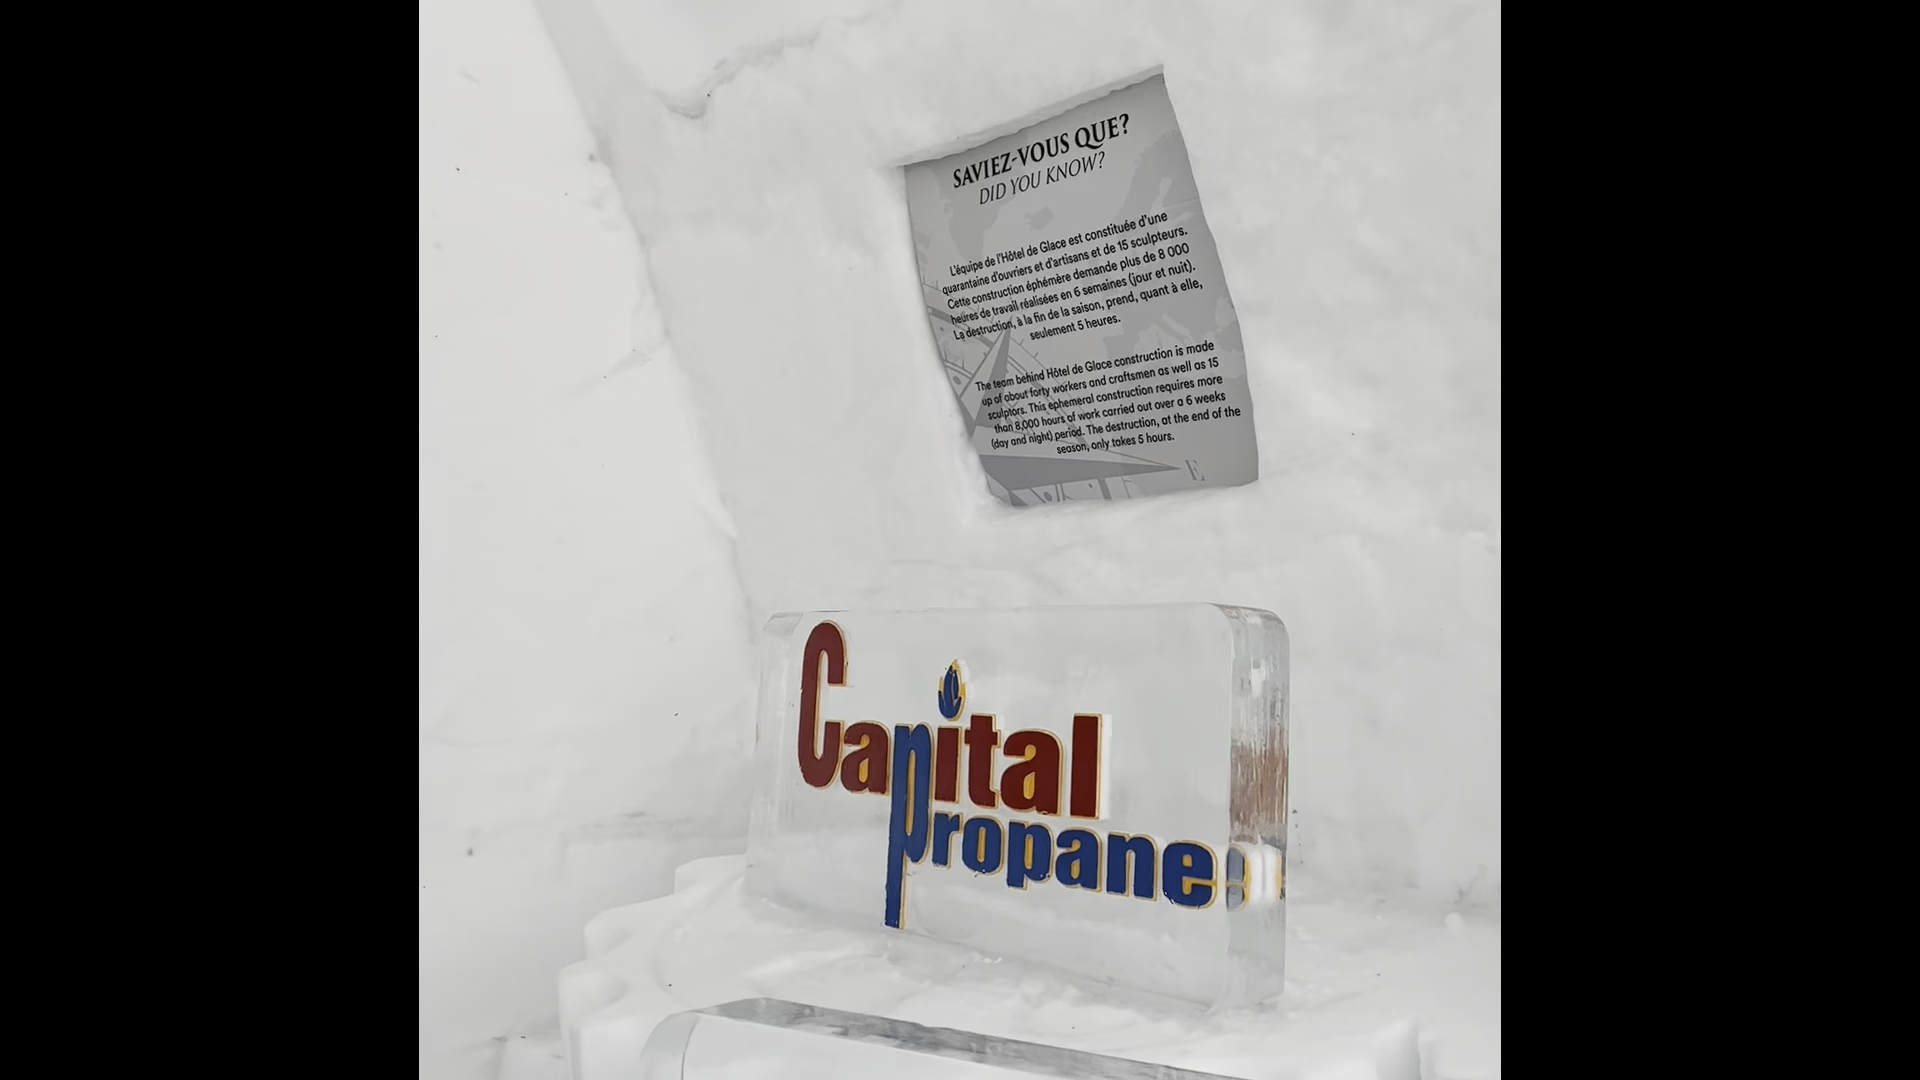 SAVIEZ-VOUS QUE?
DID YOU KNOW?
L'équipe de l'Hôtel de Glace est constituée d'une
quarantaine d'ouvriers et d'artisans et de 15 sculpteurs.
Cette construction éphémère demande plus de 8 000
heures de travail réalisées en 6 semaines (jour et nuit).
La destruction, à la fin de la saison, prend, quant à elle,
seulement 5 heures.
The team behind Hôtel de Glace construction is made
up of about forty workers and craftsmen as well as 15
sculptors. This ephemeral construction requires more
than 8,000 hours of work carried out over a 6 weeks
(day and night) period. The destruction, at the end of the
season, only takes 5 hours.
E
Capital
propane